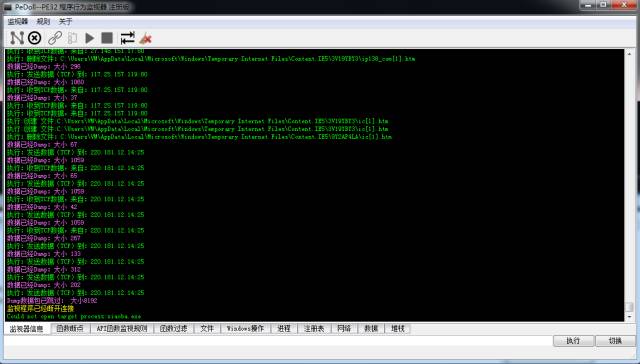 PeDoll--PE32 程序行为监视器 注册版
监视器 规则 关于
执行: 收到TCP数据，来自: 27.148.151.17:80
执行: 删除文件: C:\Users\VM\AppData\Local\Microsoft\Windows\Temporary Internet Files\Content.IE5\3V19TBY3\ip138_com[1].htm
数据已经Dump: 大小 296
执行: 发送数据 (TCP) 到: 117.25.157.119:80
数据已经Dump: 大小 1060
执行: 收到TCP数据，来自: 117.25.157.119:80
数据已经Dump: 大小 37
执行: 收到TCP数据，来自: 117.25.157.119:80
执行: 收到TCP数据，来自: 117.25.157.119:80
执行: 创建 文件:C:\Users\VM\AppData\Local\Microsoft\Windows\Temporary Internet Files\Content.IE5\3V19TBY3\ic[1].htm
执行: 创建 文件:C:\Users\VM\AppData\Local\Microsoft\Windows\Temporary Internet Files\Content.IE5\3V19TBY3\ic[1].htm
执行: 删除文件: C:\Users\VM\AppData\Local\Microsoft\Windows\Temporary Internet Files\Content.IE5\8Y2AP4LA\ic[1].htm
数据已经Dump: 大小 67
执行: 发送数据 (TCP) 到: 220.181.12.14:25
数据已经Dump: 大小 1059
执行: 收到TCP数据，来自: 220.181.12.14:25
数据已经Dump: 大小 65
执行: 发送数据 (TCP) 到: 220.181.12.14:25
数据已经Dump: 大小 1059
执行: 收到TCP数据，来自: 220.181.12.14:25
数据已经Dump: 大小 42
执行: 发送数据 (TCP) 到: 220.181.12.14:25
数据已经Dump: 大小 1059
执行: 收到TCP数据，来自: 220.181.12.14:25
数据已经Dump: 大小 267
执行: 发送数据 (TCP) 到: 220.181.12.14:25
数据已经Dump: 大小 133
执行: 发送数据 (TCP) 到: 220.181.12.14:25
数据已经Dump: 大小 312
执行: 发送数据 (TCP) 到: 220.181.12.14:25
数据已经Dump: 大小 202
执行: 发送数据 (TCP) 到: 220.181.12.14:25
Dump数据包已跳过: 大小8192
监视程序已经断开连接
Could not open target process:xiaoba.exe
监视器信息 函数断点 API函数监视规则 函数过滤 文件 Windows操作 进程 注册表 网络 数据 堆栈
执行 切换